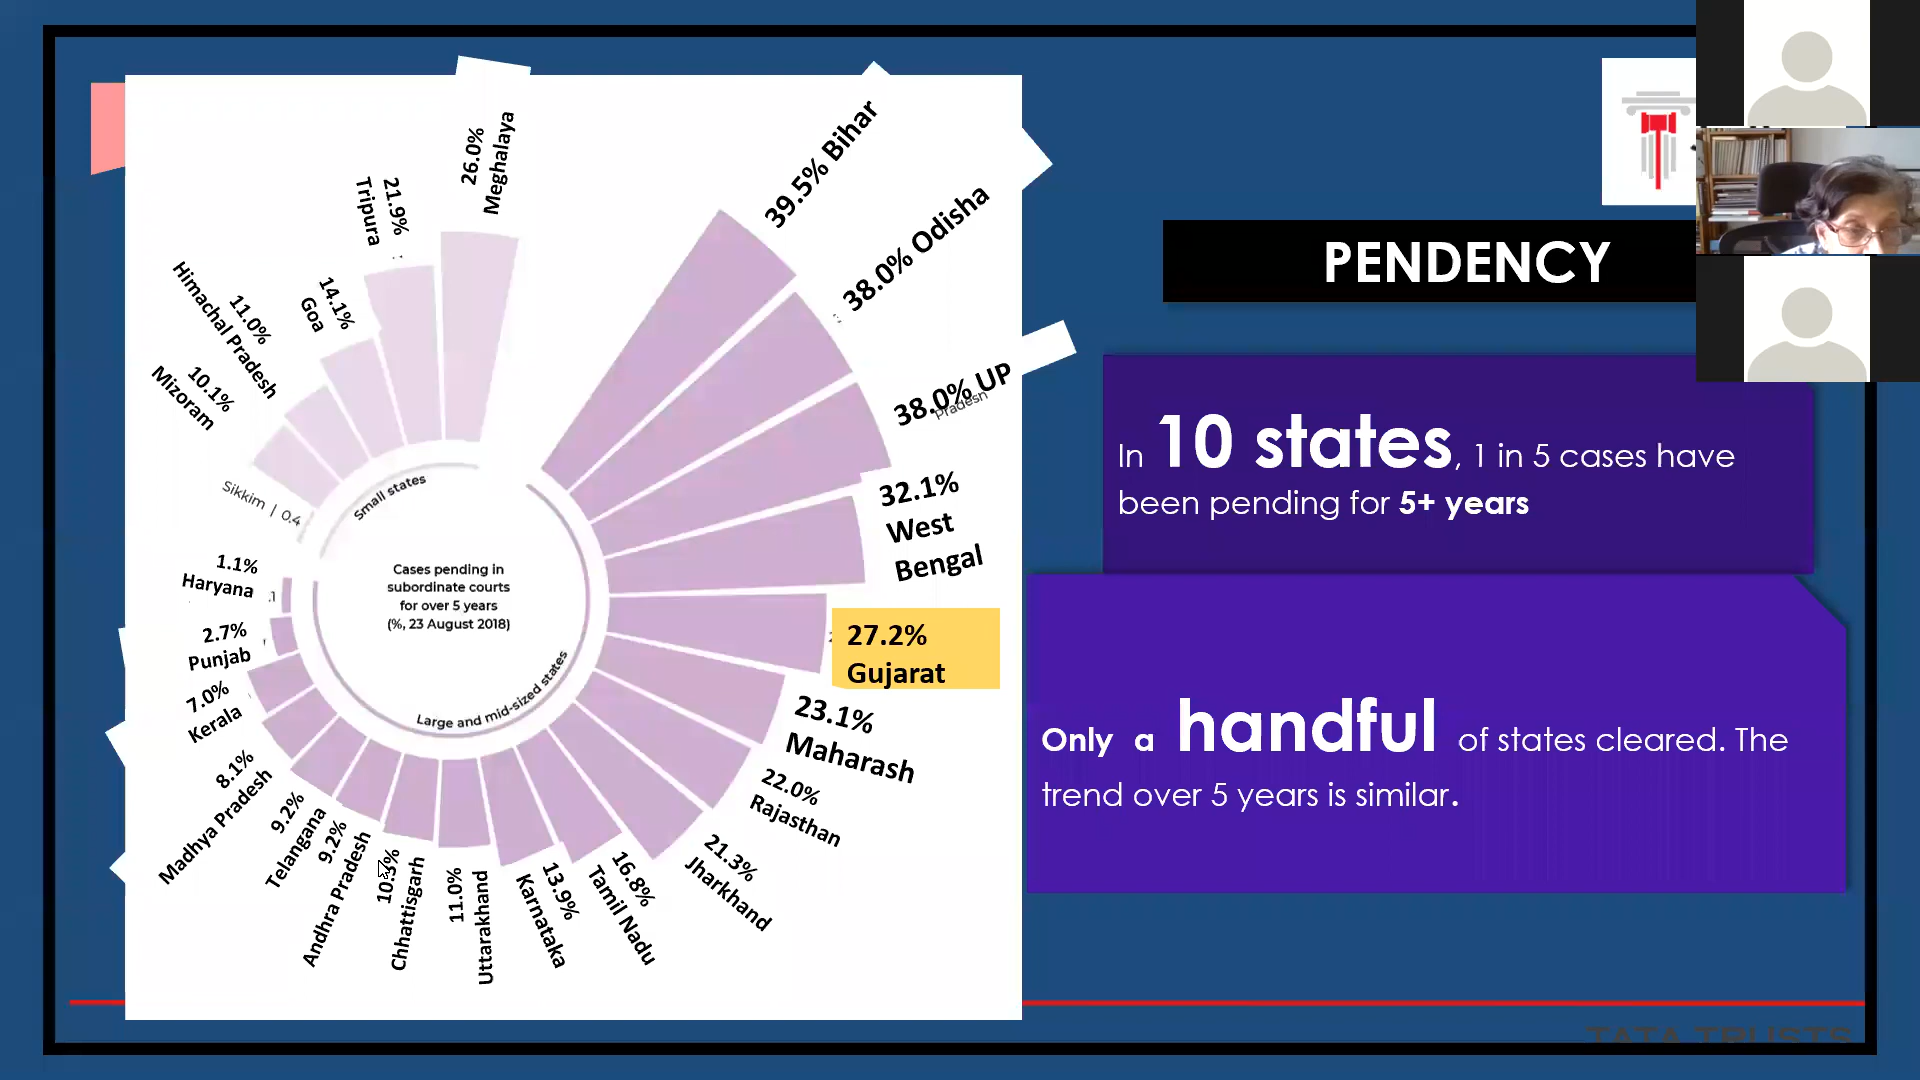 26.0%
Meghalaya
21.9%
Tripura
14.1%
Goa
11.0%
Himachal Pradesh
10.1%
Mizoram
Sikkim | 0.4
Small states
39.5% Bihar
38.0% Odisha
38.0% UP
Pradesh
32.1%
West
Bengal
27.2%
Gujarat
23.1%
Maharash
22.0%
Rajasthan
21.3%
Jharkhand
16.8%
Tamil Nadu
13.9%
Karnataka
11.0%
Uttarakhand
Chhattisgarh
9.2%
Andhra Pradesh
9.2%
Telangana
8.1%
Madhya Pradesh
7.0%
Kerala
2.7%
Punjab
1.1%
Haryana
Cases pending in
subordinate courts
for over 5 years
(%, 23 August 2018)
Large and mid-sized states
PENDENCY
In 10 states, 1 in 5 cases have
been pending for 5+ years
Only a handful of states cleared. The
trend over 5 years is similar.
TATA TRUSTS